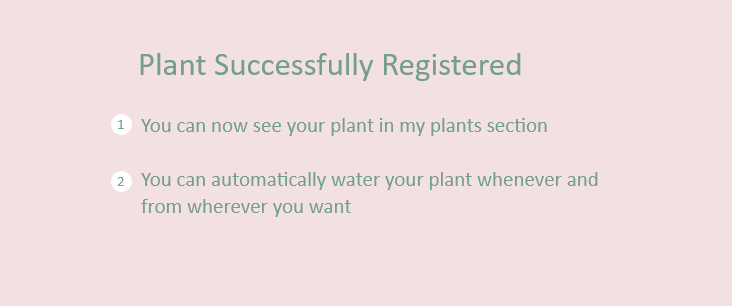 Plant Successfully Registered
1 You can now see your plant in my plants section
2 You can automatically water your plant whenever and
from wherever you want